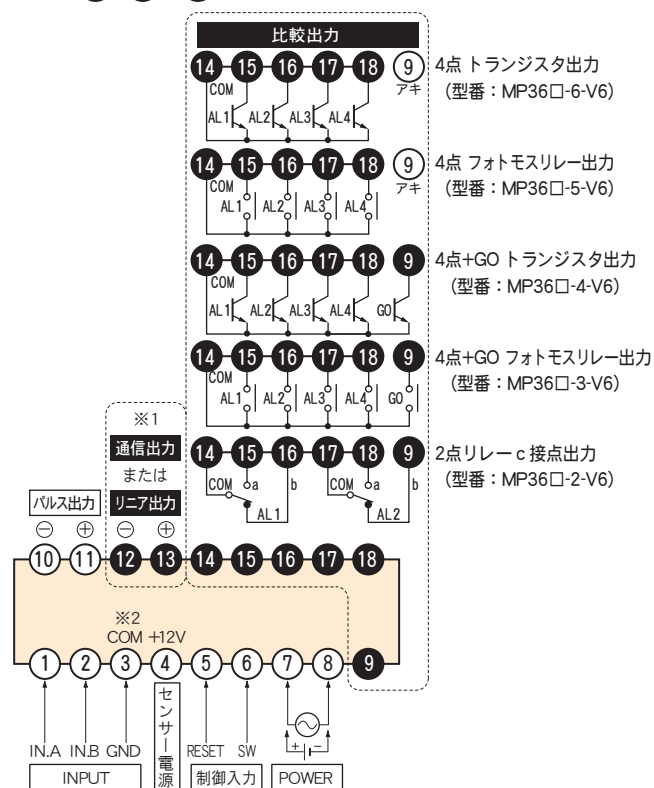 比較出力
14 15 16 17 18 9 4点 トランジスタ出力
COM アキ (型番：MP36□-6-V6)
AL1 AL2 AL3 AL4
14 15 16 17 18 9 4点 フォトモスリレー出力
COM アキ (型番：MP36□-5-V6)
AL1 AL2 AL3 AL4
14 15 16 17 18 9 4点+GO トランジスタ出力
COM (型番：MP36□-4-V6)
AL1 AL2 AL3 AL4 GO
14 15 16 17 18 9 4点+GO フォトモスリレー出力
COM (型番：MP36□-3-V6)
AL1 AL2 AL3 AL4 GO
14 15 16 17 18 9 2点リレー c 接点出力
COM a b COM a b (型番：MP36□-2-V6)
AL1 AL2
※1
通信出力
または
パルス出力 リニア出力
⊖ ⊕ ⊖ ⊕
10 11 12 13 14 15 16 17 18
※2
COM +12V
1 2 3 4 5 6 7 8 9
+ −
IN.A IN.B GND センサー電源 RESET SW
INPUT 制御入力 POWER